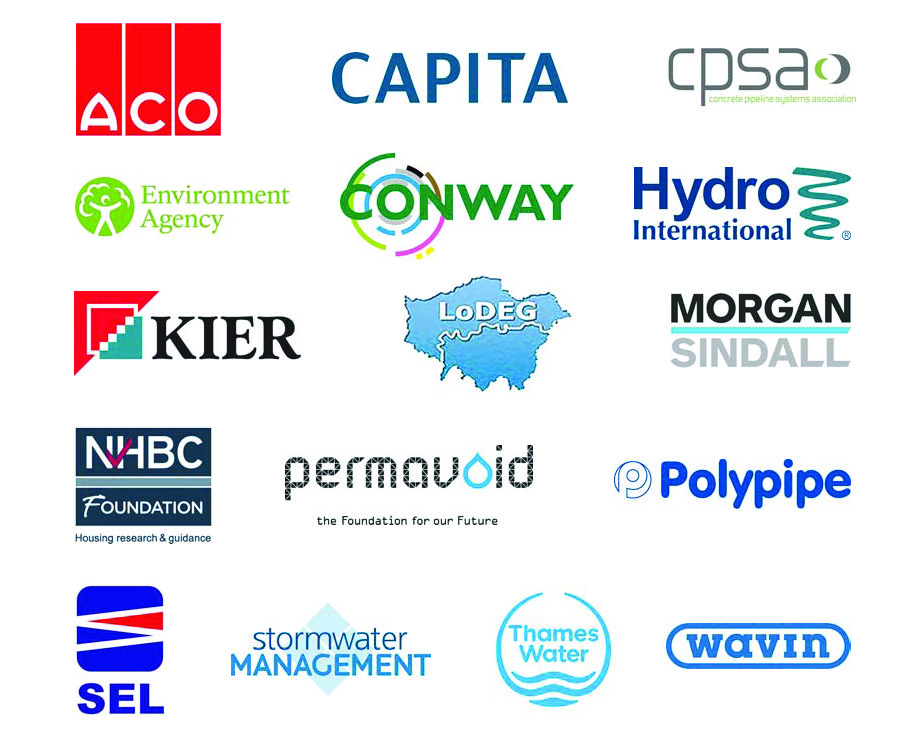 ACO
CAPITA
cpsa
concrete pipeline systems association
Environment
Agency
CONWAY
Hydro
International ®
KIER
LoDEG
MORGAN
SINDALL
NHBC
FOUNDATION
Housing research & guidance
permavoid
the Foundation for our Future
Polypipe
SEL
stormwater
MANAGEMENT
Thames
Water
wavin